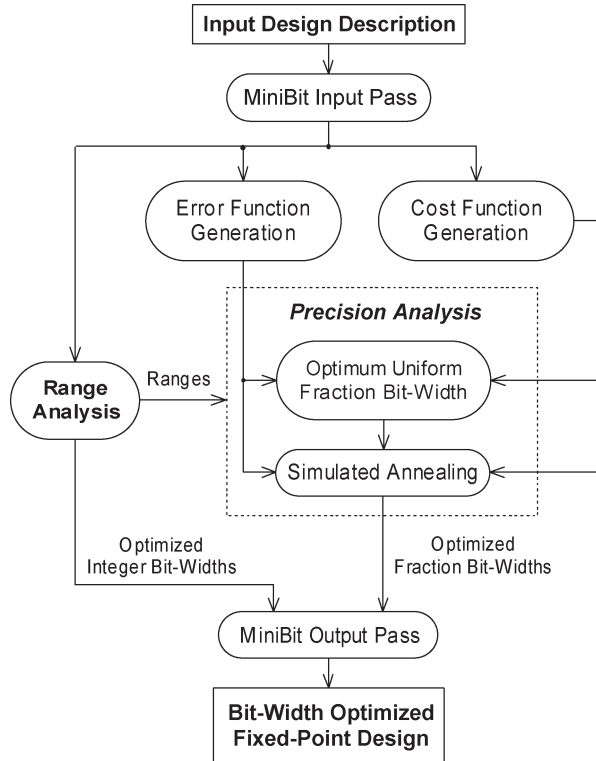 Input Design Description
MiniBit Input Pass
Error Function
Generation
Cost Function
Generation
Precision Analysis
Optimum Uniform
Fraction Bit-Width
Range
Analysis
Ranges
Simulated Annealing
Optimized
Integer Bit-Widths
Optimized
Fraction Bit-Widths
MiniBit Output Pass
Bit-Width Optimized
Fixed-Point Design